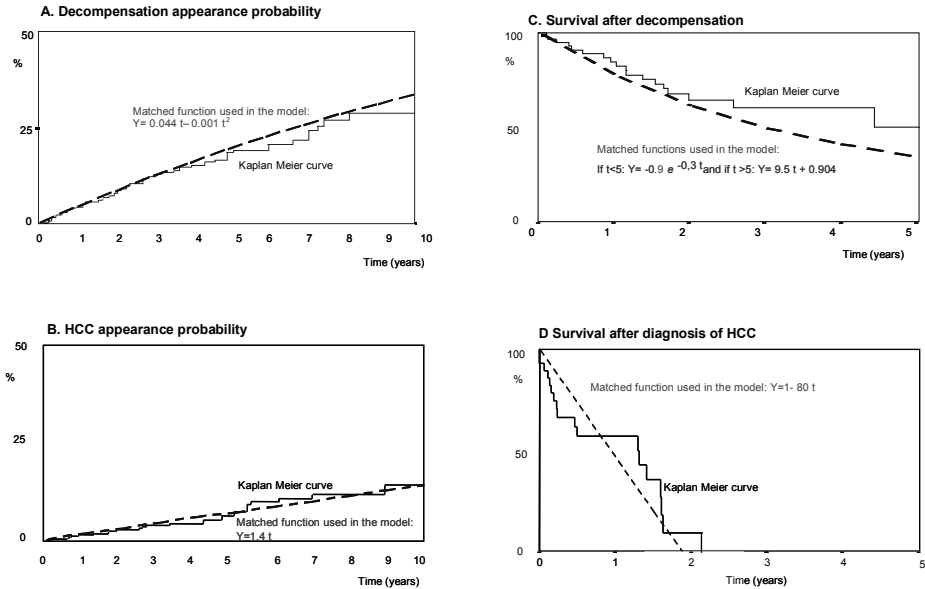 A. Decompensation appearance probability
50
%
25
0
Matched function used in the model:
Y= 0.044 t– 0.001 t²
Kaplan Meier curve
0 1 2 3 4 5 6 7 8 9 10
Time (years)
C. Survival after decompensation
100
%
50
0
Kaplan Meier curve
Matched functions used in the model:
If t<5: Y= -0.9 e -0,3 t and if t >5: Y= 9.5 t + 0.904
0 1 2 3 4 5
Time (years)
B. HCC appearance probability
50
%
25
0
Kaplan Meier curve
Matched function used in the model:
Y=1.4 t
0 1 2 3 4 5 6 7 8 9 10
Time (years)
D Survival after diagnosis of HCC
100
%
50
0
Matched function used in the model: Y=1- 80 t
Kaplan Meier curve
0 1 2 3 4 5
Time (years)